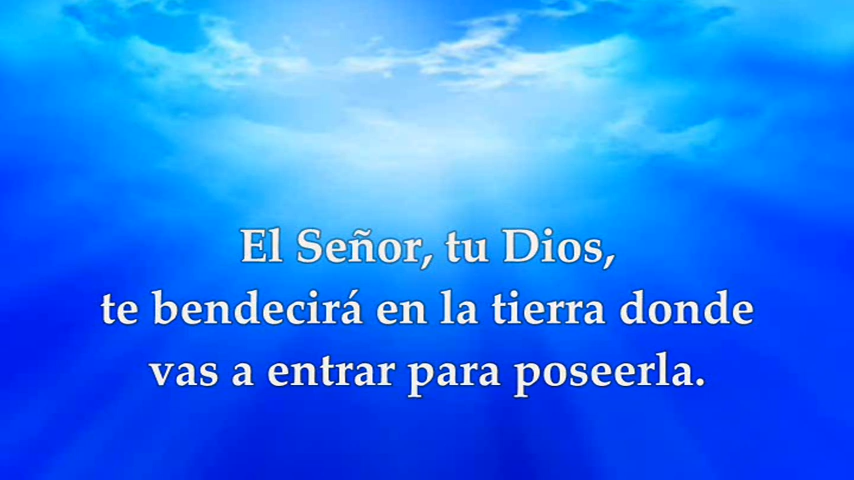 El Señor, tu Dios,
te bendecirá en la tierra donde
vas a entrar para poseerla.